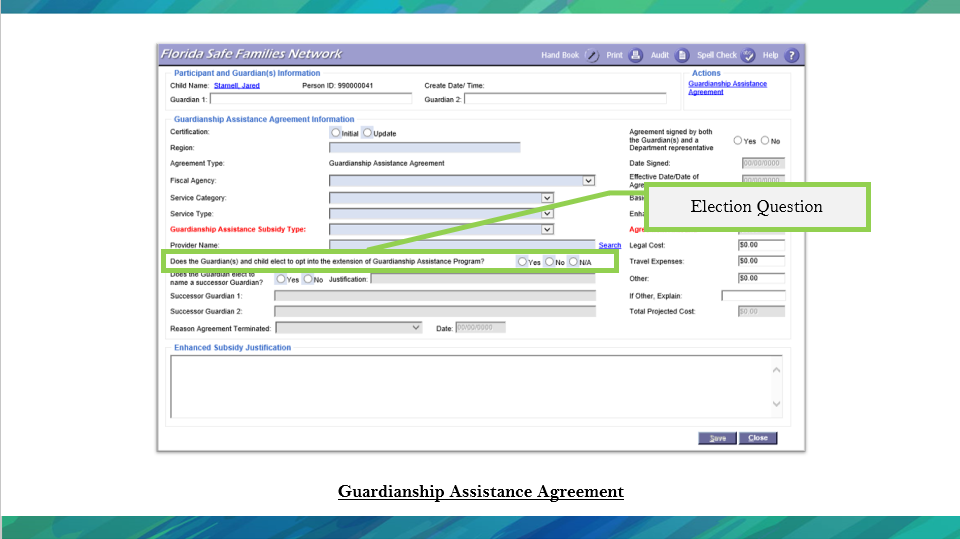 Florida Safe Families Network
Hand Book Print Audit Spell Check Help ?
Participant and Guardian(s) Information
Child Name: Starnell, Jared Person ID: 990000041 Create Date/ Time:
Guardian 1: Guardian 2:
Actions
Guardianship Assistance
Agreement
Guardianship Assistance Agreement Information
Certification: Initial Update
Region:
Agreement Type: Guardianship Assistance Agreement
Fiscal Agency:
Service Category:
Service Type:
Guardianship Assistance Subsidy Type:
Provider Name: Search
Does the Guardian(s) and child elect to opt into the extension of Guardianship Assistance Program? Yes No N/A
Does the Guardian elect to
name a successor Guardian? Yes No Justification:
Successor Guardian 1:
Successor Guardian 2:
Reason Agreement Terminated: Date: 00/00/0000
Agreement signed by both
the Guardian(s) and a
Department representative Yes No
Date Signed: 00/00/0000
Effective Date/Date of 00/00/0000
Election Question
Legal Cost: $0.00
Travel Expenses: $0.00
Other: $0.00
If Other, Explain:
Total Projected Cost: $0.00
Enhanced Subsidy Justification
Save Close
Guardianship Assistance Agreement